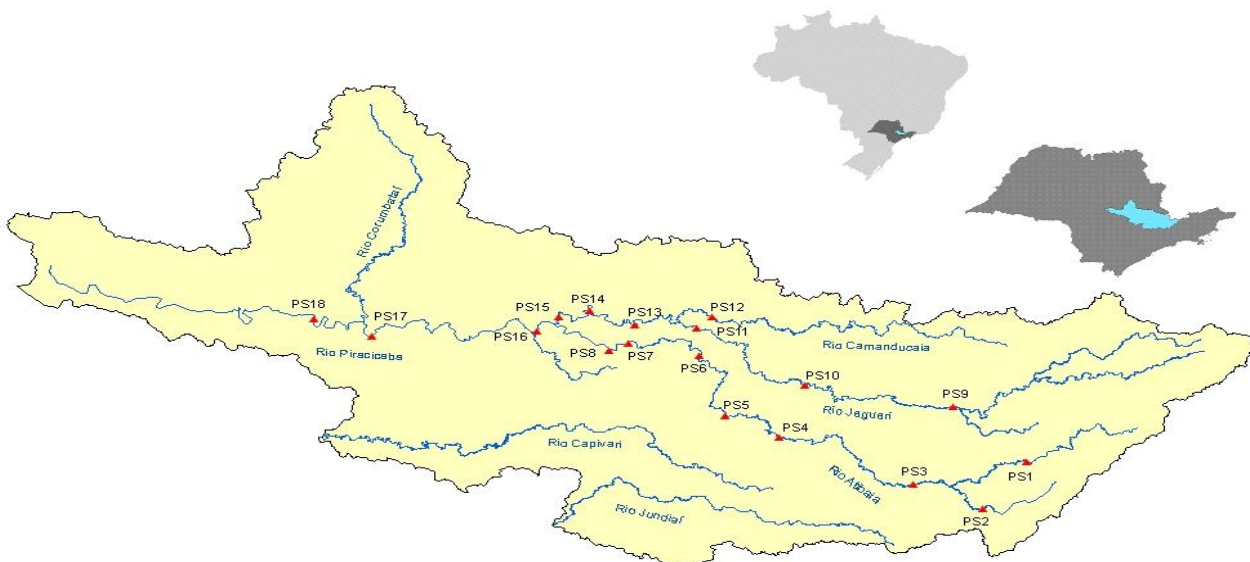 Rio Corumbataí
PS18
PS17
Rio Piracicaba
PS15
PS14
PS13
PS12
PS16
PS11
PS8
PS7
PS6
Rio Camanducaia
PS10
PS9
Rio Jaguari
PS5
PS4
Rio Capivari
PS3
PS1
Rio Atibaia
PS2
Rio Jundiaí